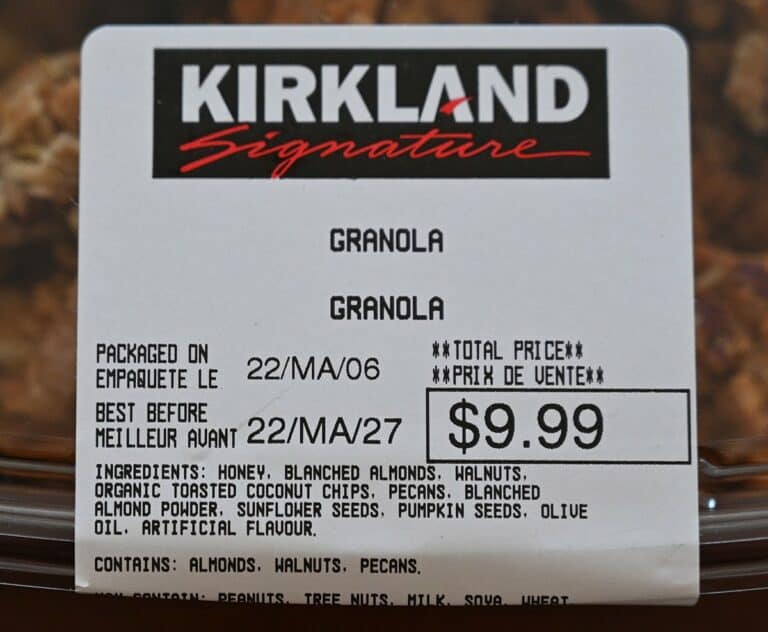 KIRKLAND
Signature
GRANOLA
GRANOLA
PACKAGED ON
EMPAQUETE LE 22/MA/06
**TOTAL PRICE**
**PRIX DE VENTE**
BEST BEFORE
MEILLEUR AVANT 22/MA/27
$9.99
INGREDIENTS: HONEY, BLANCHED ALMONDS, WALNUTS,
ORGANIC TOASTED COCONUT CHIPS, PECANS, BLANCHED
ALMOND POWDER, SUNFLOWER SEEDS, PUMPKIN SEEDS, OLIVE
OIL, ARTIFICIAL FLAVOUR.
CONTAINS: ALMONDS, WALNUTS, PECANS.
MAY CONTAIN: PEANUTS, TREE NUTS, MILK, SOYA, WHEAT